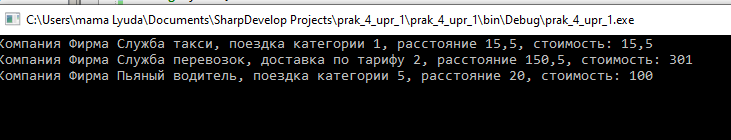 C:\Users\mama Lyuda\Documents\SharpDevelop Projects\prak_4_upr_1\prak_4_upr_1\bin\Debug\prak_4_upr_1.exe
Компания Фирма Служба такси, поездка категории 1, расстояние 15,5, стоимость: 15,5
Компания Фирма Служба перевозок, доставка по тарифу 2, расстояние 150,5, стоимость: 301
Компания Фирма Пьяный водитель, поездка категории 5, расстояние 20, стоимость: 100